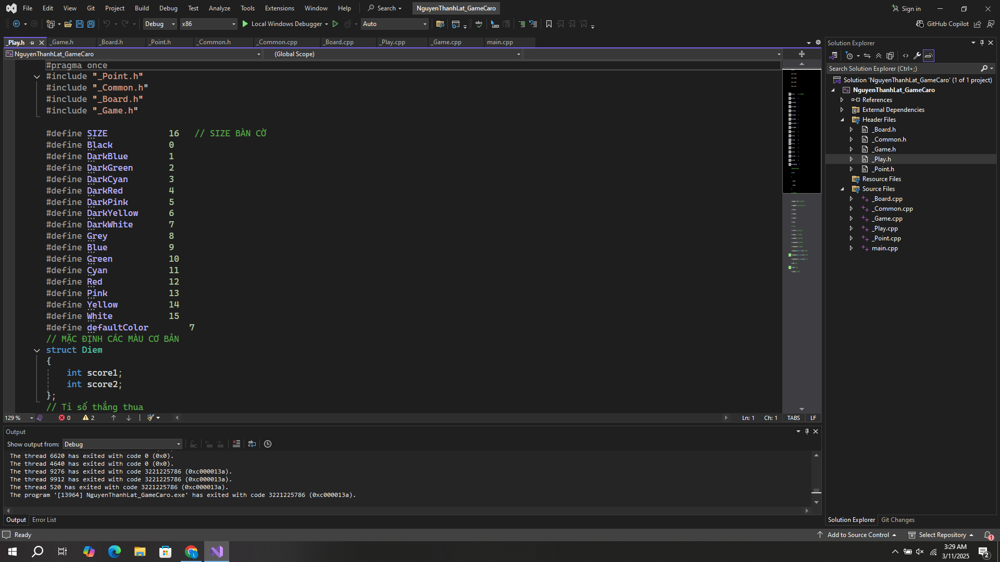 File Edit View Git Project Build Debug Test Analyze Tools Extensions Window Help Search NguyenThanhLat_GameCaro Sign in
Debug x86 Local Windows Debugger Auto GitHub Copilot
_Play.h _Game.h _Board.h _Point.h _Common.h _Common.cpp _Board.cpp _Play.cpp _Game.cpp main.cpp
NguyenThanhLat_GameCaro (Global Scope)
#pragma once
#include "_Point.h"
#include "_Common.h"
#include "_Board.h"
#include "_Game.h"
#define SIZE 16 // SIZE BÀN CỜ
#define Black 0
#define DarkBlue 1
#define DarkGreen 2
#define DarkCyan 3
#define DarkRed 4
#define DarkPink 5
#define DarkYellow 6
#define DarkWhite 7
#define Grey 8
#define Blue 9
#define Green 10
#define Cyan 11
#define Red 12
#define Pink 13
#define Yellow 14
#define White 15
#define defaultColor 7
// MẶC ĐỊNH CÁC MÀU CƠ BẢN
struct Diem
{
int score1;
int score2;
};
// Tỉ số thắng thua
129 % 0 2 Ln: 1 Ch: 1 TABS LF
Output
Show output from: Debug
The thread 6620 has exited with code 0 (0x0).
The thread 4640 has exited with code 0 (0x0).
The thread 9276 has exited with code 3221225786 (0xc000013a).
The thread 9912 has exited with code 3221225786 (0xc000013a).
The thread 520 has exited with code 3221225786 (0xc000013a).
The program '[13964] NguyenThanhLat_GameCaro.exe' has exited with code 3221225786 (0xc000013a).
Output Error List
Solution Explorer
Search Solution Explorer (Ctrl+;)
Solution 'NguyenThanhLat_GameCaro' (1 of 1 project)
NguyenThanhLat_GameCaro
References
External Dependencies
Header Files
_Board.h
_Common.h
_Game.h
_Play.h
_Point.h
Resource Files
Source Files
_Board.cpp
_Common.cpp
_Game.cpp
_Play.cpp
_Point.cpp
main.cpp
Solution Explorer Git Changes
Ready Add to Source Control Select Repository 1
3:29 AM
3/11/2025
2